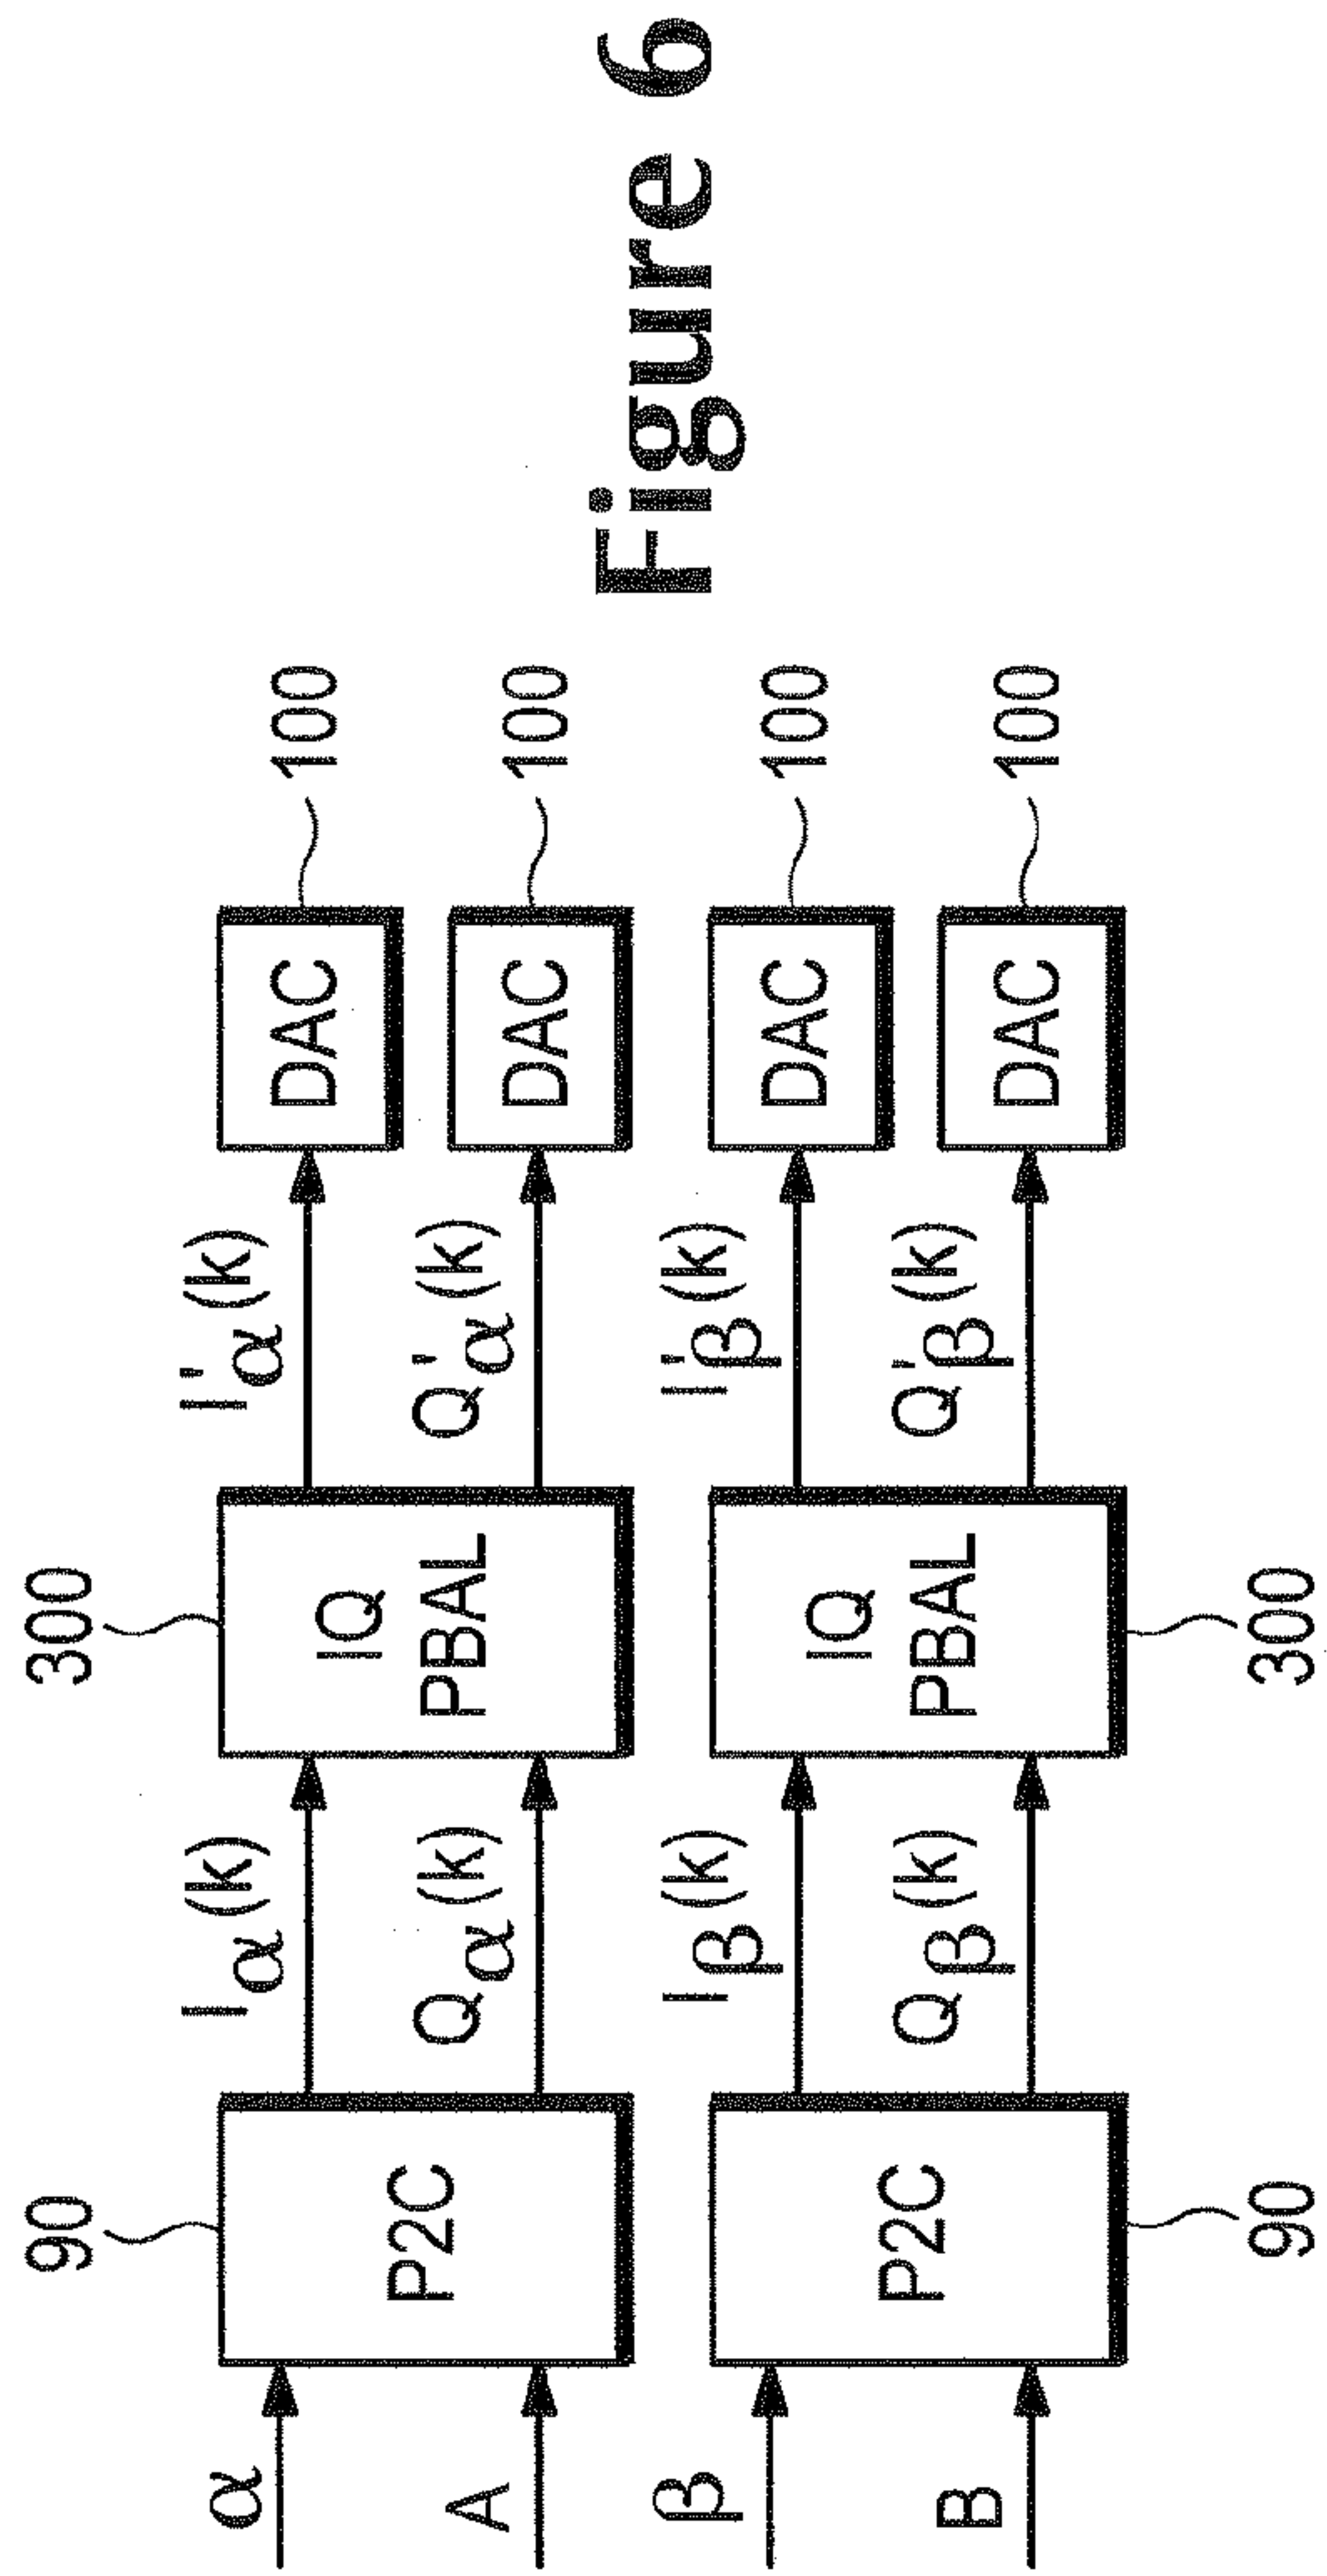 90
300
α
P2C
Iα(k)
IQ
PBAL
I'α(k)
DAC
100
A
Qα(k)
Q'α(k)
DAC
100
β
P2C
Iβ(k)
IQ
PBAL
I'β(k)
DAC
100
B
Qβ(k)
Q'β(k)
DAC
100
90
300
Figure 6